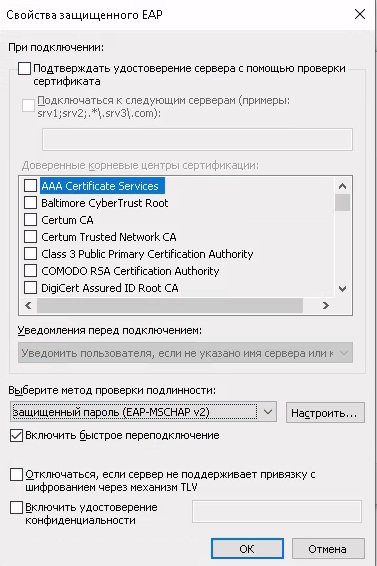 Свойства защищенного EAP
При подключении:
Подтверждать удостоверение сервера с помощью проверки
сертификата
Подключаться к следующим серверам (примеры:
srv1;srv2;.*\.srv3\.com):
Доверенные корневые центры сертификации:
AAA Certificate Services
Baltimore CyberTrust Root
Certum CA
Certum Trusted Network CA
Class 3 Public Primary Certification Authority
COMODO RSA Certification Authority
DigiCert Assured ID Root CA
Уведомления перед подключением:
Уведомить пользователя, если не указано имя сервера или к
Выберите метод проверки подлинности:
защищенный пароль (EAP-MSCHAP v2)
Настроить...
Включить быстрое переподключение
Отключаться, если сервер не поддерживает привязку с
шифрованием через механизм TLV
Включить удостоверение
конфиденциальности
ОК
Отмена